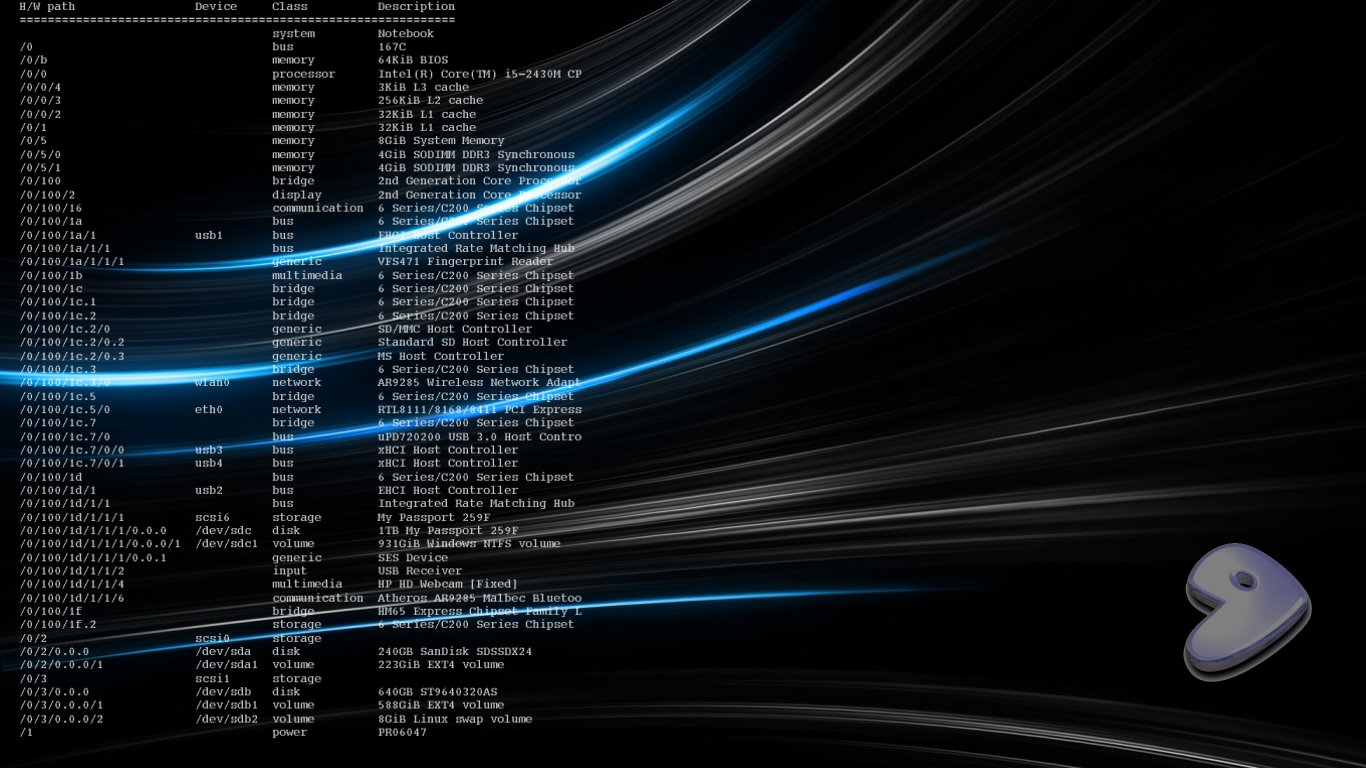 H/W path Device Class Description
=============================================================
system Notebook
/0 bus 167C
/0/b memory 64KiB BIOS
/0/0 processor Intel(R) Core(TM) i5-2430M CP
/0/0/4 memory 3KiB L3 cache
/0/0/3 memory 256KiB L2 cache
/0/0/2 memory 32KiB L1 cache
/0/1 memory 32KiB L1 cache
/0/5 memory 8GiB System Memory
/0/5/0 memory 4GiB SODIMM DDR3 Synchronous
/0/5/1 memory 4GiB SODIMM DDR3 Synchronous
/0/100 bridge 2nd Generation Core Processor
/0/100/2 display 2nd Generation Core Processor
/0/100/16 communication 6 Series/C200 Series Chipset
/0/100/1a bus 6 Series/C200 Series Chipset
/0/100/1a/1 usb1 bus EHCI Host Controller
/0/100/1a/1/1 bus Integrated Rate Matching Hub
/0/100/1a/1/1/1 generic VFS471 Fingerprint Reader
/0/100/1b multimedia 6 Series/C200 Series Chipset
/0/100/1c bridge 6 Series/C200 Series Chipset
/0/100/1c.1 bridge 6 Series/C200 Series Chipset
/0/100/1c.2 bridge 6 Series/C200 Series Chipset
/0/100/1c.2/0 generic SD/MMC Host Controller
/0/100/1c.2/0.2 generic Standard SD Host Controller
/0/100/1c.2/0.3 generic MS Host Controller
/0/100/1c.3 bridge 6 Series/C200 Series Chipset
/0/100/1c.3/0 wlan0 network AR9285 Wireless Network Adapt
/0/100/1c.5 bridge 6 Series/C200 Series Chipset
/0/100/1c.5/0 eth0 network RTL8111/8168/8411 PCI Express
/0/100/1c.7 bridge 6 Series/C200 Series Chipset
/0/100/1c.7/0 bus uPD720200 USB 3.0 Host Contro
/0/100/1c.7/0/0 usb3 bus xHCI Host Controller
/0/100/1c.7/0/1 usb4 bus xHCI Host Controller
/0/100/1d bus 6 Series/C200 Series Chipset
/0/100/1d/1 usb2 bus EHCI Host Controller
/0/100/1d/1/1 bus Integrated Rate Matching Hub
/0/100/1d/1/1/1 scsi6 storage My Passport 259F
/0/100/1d/1/1/1/0.0.0 /dev/sdc disk 1TB My Passport 259F
/0/100/1d/1/1/1/0.0.0/1 /dev/sdc1 volume 931GiB Windows NTFS volume
/0/100/1d/1/1/1/0.0.1 generic SES Device
/0/100/1d/1/1/2 input USB Receiver
/0/100/1d/1/1/4 multimedia HP HD Webcam [Fixed]
/0/100/1d/1/1/6 communication Atheros AR9285 Malbec Bluetoo
/0/100/1f bridge HM65 Express Chipset Family L
/0/100/1f.2 storage 6 Series/C200 Series Chipset
/0/2 scsi0 storage
/0/2/0.0.0 /dev/sda disk 240GB SanDisk SDSSDX24
/0/2/0.0.0/1 /dev/sda1 volume 223GiB EXT4 volume
/0/3 scsi1 storage
/0/3/0.0.0 /dev/sdb disk 640GB ST9640320AS
/0/3/0.0.0/1 /dev/sdb1 volume 588GiB EXT4 volume
/0/3/0.0.0/2 /dev/sdb2 volume 8GiB Linux swap volume
/1 power PR06047